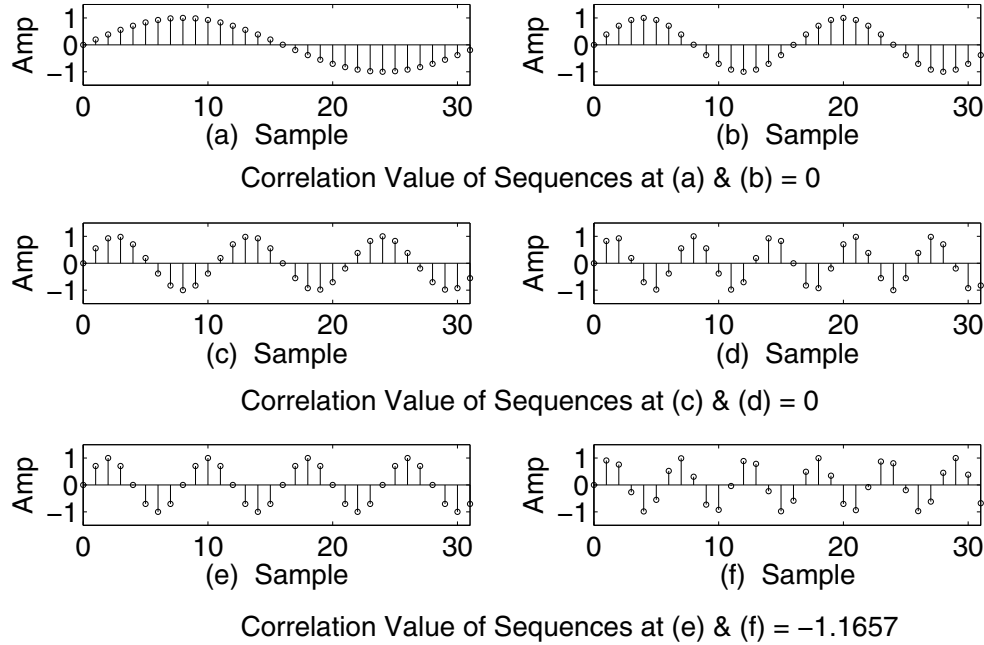 Amp 1 0 −1 0 10 20 30
(a) Sample
Amp 1 0 −1 0 10 20 30
(b) Sample
Correlation Value of Sequences at (a) & (b) = 0
Amp 1 0 −1 0 10 20 30
(c) Sample
Amp 1 0 −1 0 10 20 30
(d) Sample
Correlation Value of Sequences at (c) & (d) = 0
Amp 1 0 −1 0 10 20 30
(e) Sample
Amp 1 0 −1 0 10 20 30
(f) Sample
Correlation Value of Sequences at (e) & (f) = −1.1657